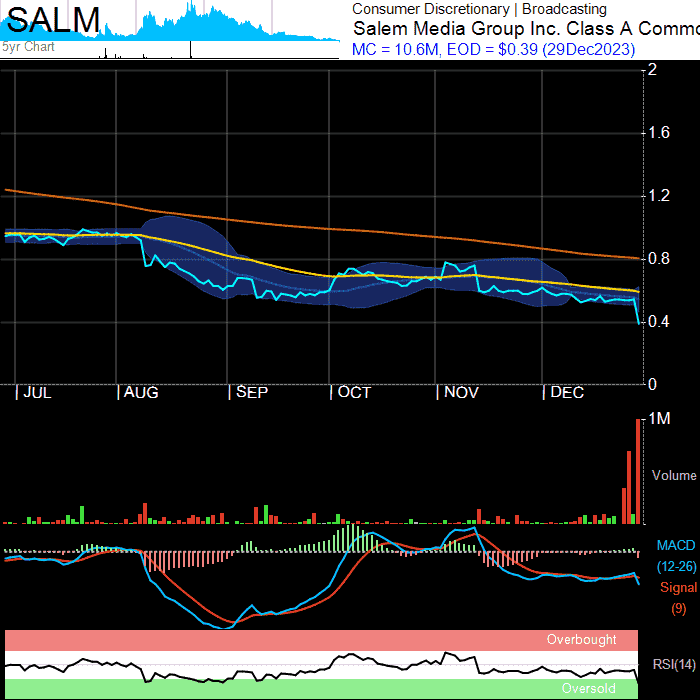 SALM
5yr Chart
Consumer Discretionary | Broadcasting
Salem Media Group Inc. Class A Commo
MC = 10.6M, EOD = $0.39 (29Dec2023)
2
1.6
1.2
0.8
0.4
0
JUL AUG SEP OCT NOV DEC
1M
Volume
MACD
(12-26)
Signal
(9)
Overbought
RSI(14)
Oversold